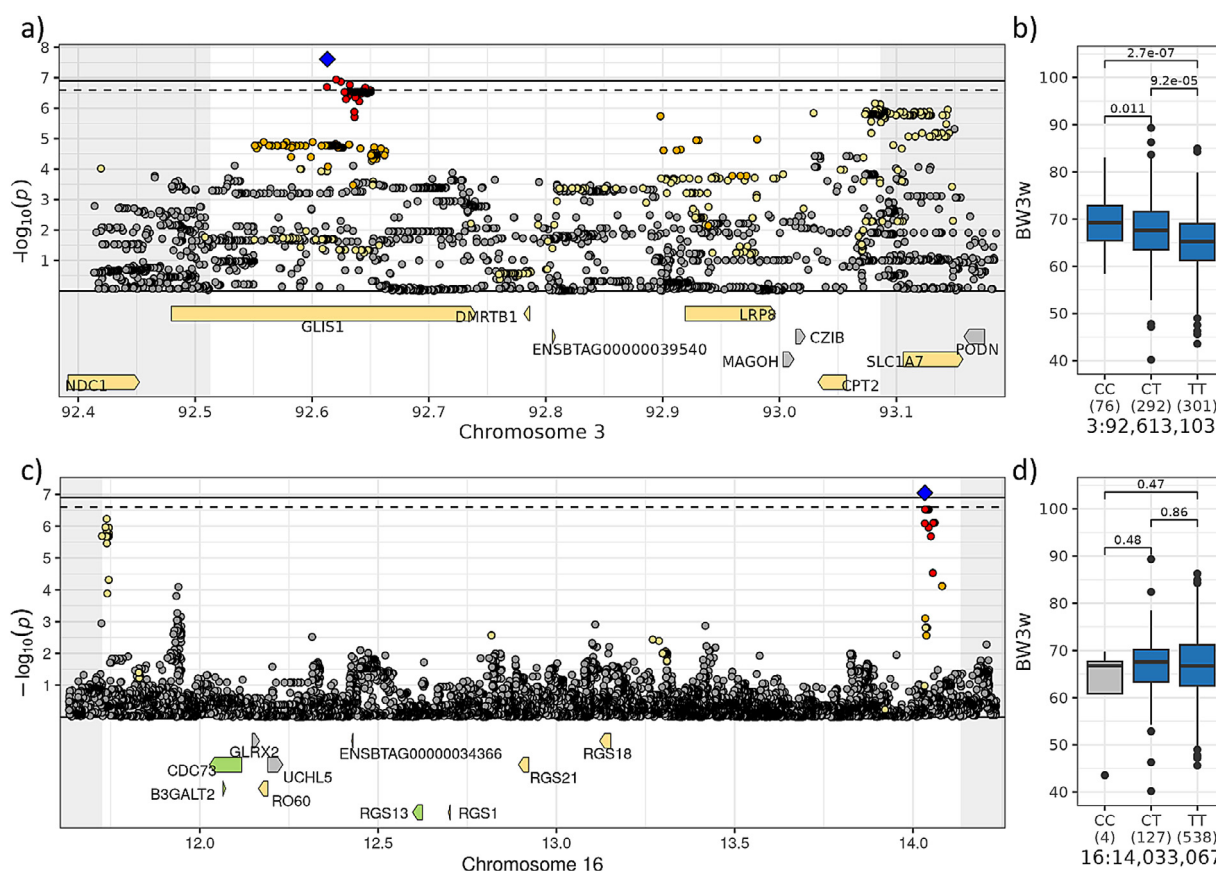 a)
8
7
6
5
4
3
2
1
-log10(p)
GLIS1
DMRTB1
LRP8
ENSBTAG00000039540
CZIB
PODN
MAGOH
SLC1A7
NDC1
CPT2
92.4 92.5 92.6 92.7 92.8 92.9 93.0 93.1
Chromosome 3
b)
2.7e-07
9.2e-05
0.011
100
90
80
70
60
50
40
BW3w
CC CT TT
(76) (292) (301)
3:92,613,103
c)
7
6
5
4
3
2
1
− log10(p)
GLRX2
ENSBTAG00000034366
RGS18
CDC73
UCHL5
RGS21
B3GALT2
RO60
RGS13
RGS1
12.0 12.5 13.0 13.5 14.0
Chromosome 16
d)
0.47
0.86
0.48
100
90
80
70
60
50
40
BW3w
CC CT TT
(4) (127) (538)
16:14,033,067